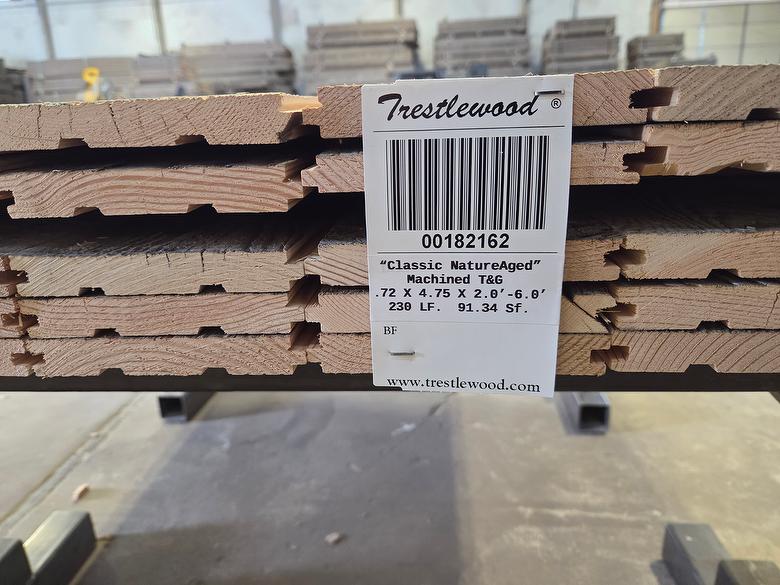 Trestlewood ®
00182162
"Classic NatureAged"
Machined T&G
.72 X 4.75 X 2.0'-6.0'
230 LF. 91.34 Sf.
BF
www.trestlewood.com